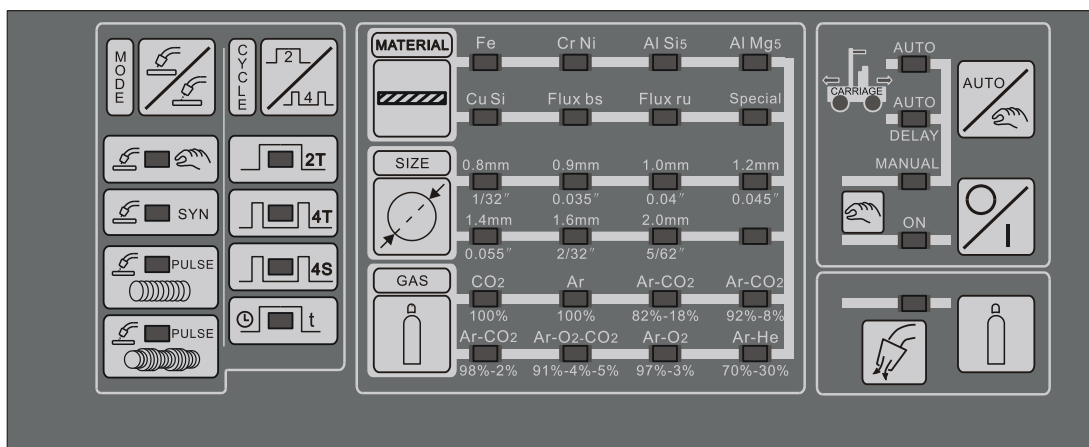 MODE
CYCLE
2
4
2T
SYN
4T
PULSE
4S
PULSE
t
MATERIAL
Fe Cr Ni Al Si5 Al Mg5
Cu Si Flux bs Flux ru Special
SIZE
0.8mm 0.9mm 1.0mm 1.2mm
1/32″ 0.035″ 0.04″ 0.045″
1.4mm 1.6mm 2.0mm
0.055″ 2/32″ 5/62″
GAS
CO2 Ar Ar-CO2 Ar-CO2
100% 100% 82%-18% 92%-8%
Ar-CO2 Ar-O2-CO2 Ar-O2 Ar-He
98%-2% 91%-4%-5% 97%-3% 70%-30%
AUTO
CARRIAGE
AUTO
DELAY
MANUAL
ON
AUTO
I